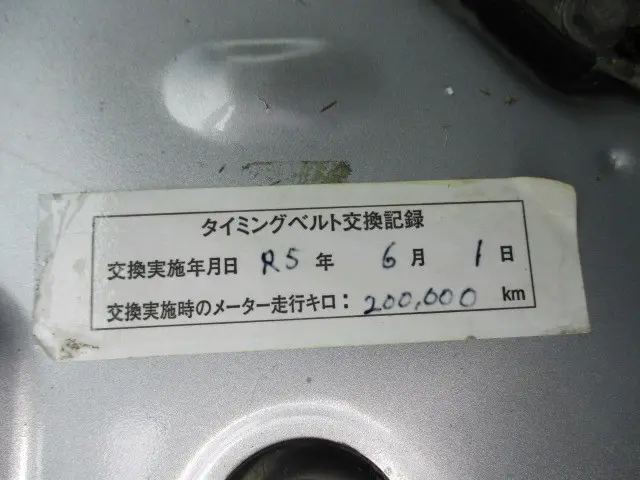 タイミングベルト交換記録
交換実施年月日 R5 年 6 月 1 日
交換実施時のメーター走行キロ: 200,000 km